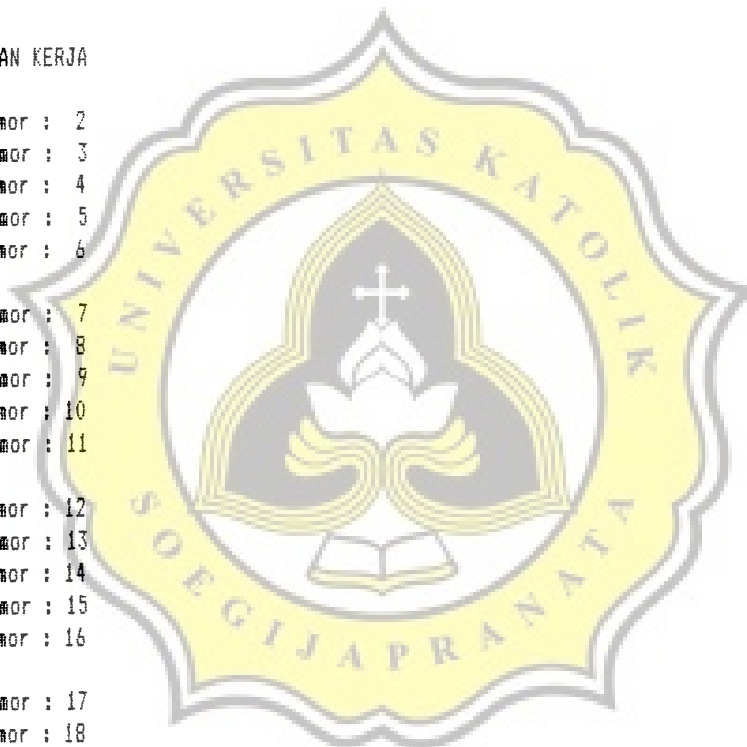 AN KERJA
mor : 2
mor : 3
mor : 4
mor : 5
mor : 6
mor : 7
mor : 8
mor : 9
mor : 10
mor : 11
mor : 12
mor : 13
mor : 14
mor : 15
mor : 16
mor : 17
mor : 18
UNIVERSITAS KATOLIK
SOEGIJAPRANATA